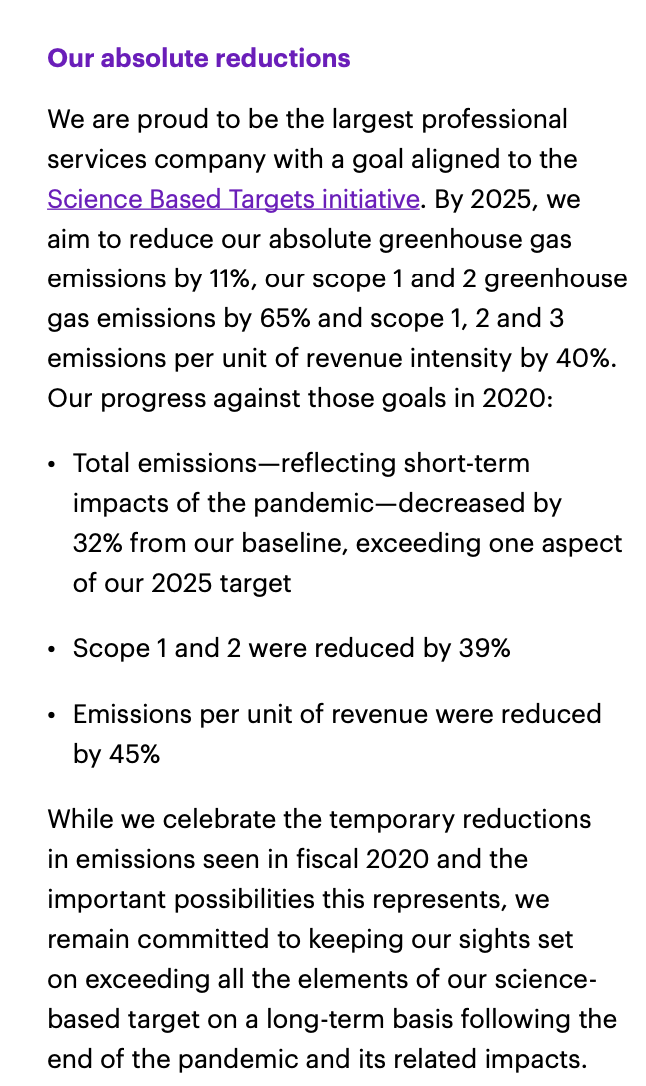 Our absolute reductions
We are proud to be the largest professional
services company with a goal aligned to the
Science Based Targets initiative. By 2025, we
aim to reduce our absolute greenhouse gas
emissions by 11%, our scope 1 and 2 greenhouse
gas emissions by 65% and scope 1, 2 and 3
emissions per unit of revenue intensity by 40%.
Our progress against those goals in 2020:
• Total emissions—reflecting short-term
impacts of the pandemic—decreased by
32% from our baseline, exceeding one aspect
of our 2025 target
• Scope 1 and 2 were reduced by 39%
• Emissions per unit of revenue were reduced
by 45%
While we celebrate the temporary reductions
in emissions seen in fiscal 2020 and the
important possibilities this represents, we
remain committed to keeping our sights set
on exceeding all the elements of our science-
based target on a long-term basis following the
end of the pandemic and its related impacts.